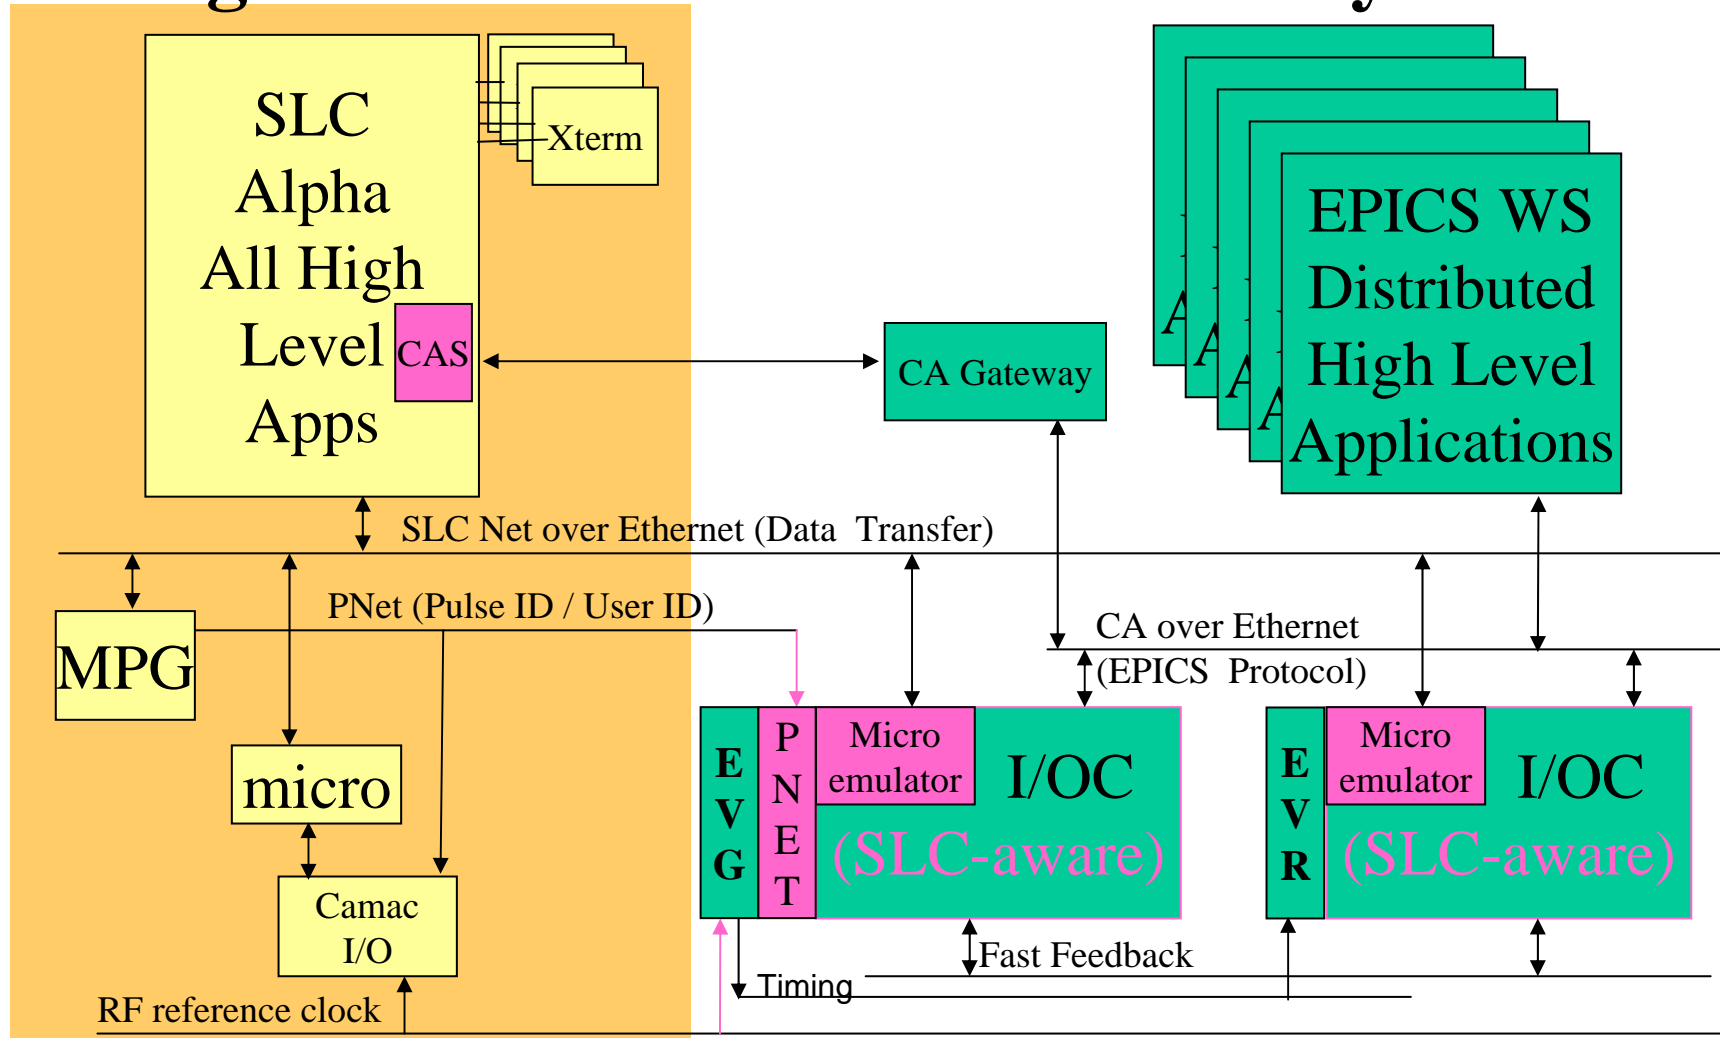 SLC
Alpha
All High
Level
Apps
CAS
Xterm
CA Gateway
EPICS WS
Distributed
High Level
Applications
SLC Net over Ethernet (Data Transfer)
PNet (Pulse ID / User ID)
CA over Ethernet
(EPICS Protocol)
MPG
micro
Camac
I/O
RF reference clock
E
V
G
P
N
E
T
Micro
emulator
I/OC
(SLC-aware)
E
V
R
Micro
emulator
I/OC
(SLC-aware)
Fast Feedback
Timing